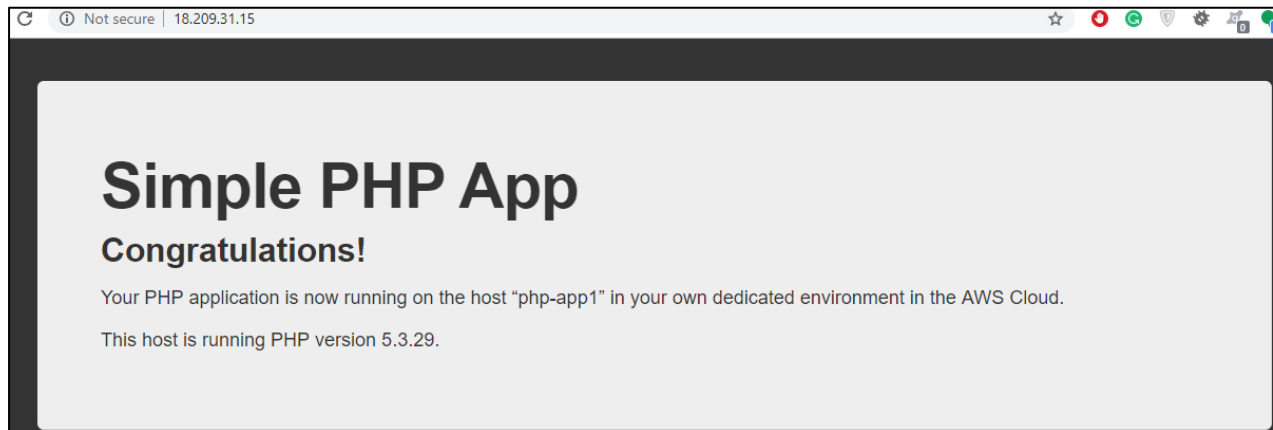 Not secure
18.209.31.15
0
Simple PHP App
Congratulations!
Your PHP application is now running on the host “php-app1” in your own dedicated environment in the AWS Cloud.
This host is running PHP version 5.3.29.